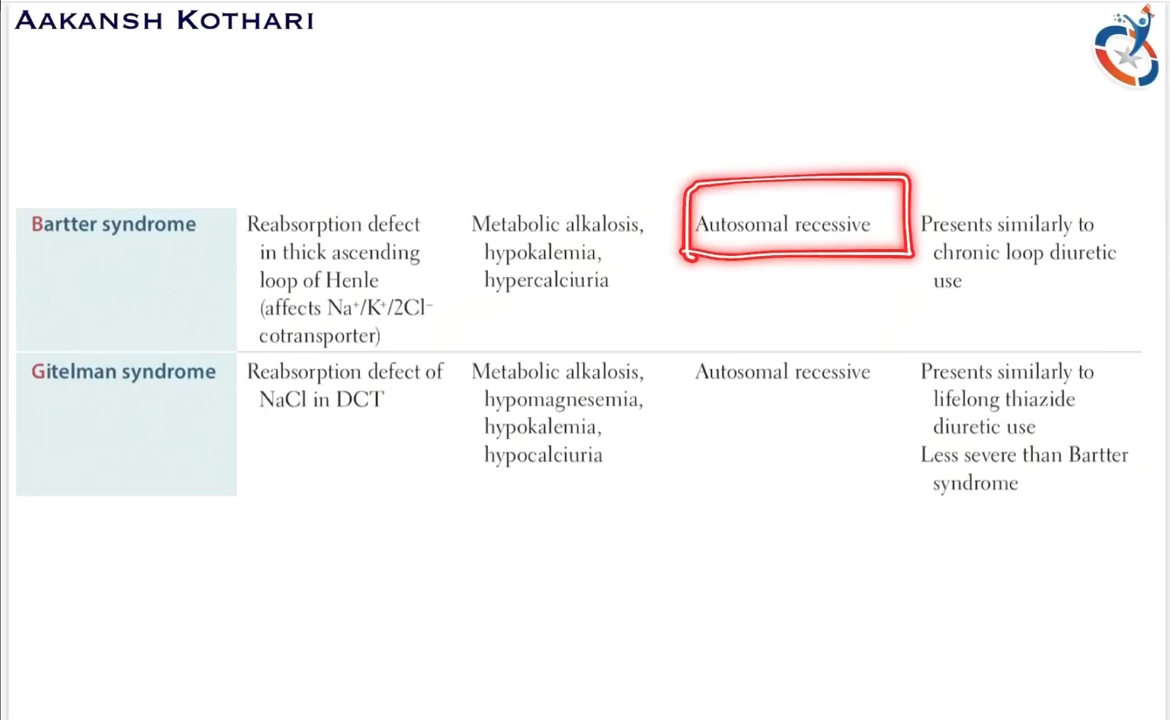 AAKANSH KOTHARI
Bartter syndrome
Reabsorption defect
in thick ascending
loop of Henle
(affects Na⁺/K⁺/2Cl⁻
cotransporter)
Metabolic alkalosis,
hypokalemia,
hypercalciuria
Autosomal recessive
Presents similarly to
chronic loop diuretic
use
Gitelman syndrome
Reabsorption defect of
NaCl in DCT
Metabolic alkalosis,
hypomagnesemia,
hypokalemia,
hypocalciuria
Autosomal recessive
Presents similarly to
lifelong thiazide
diuretic use
Less severe than Bartter
syndrome